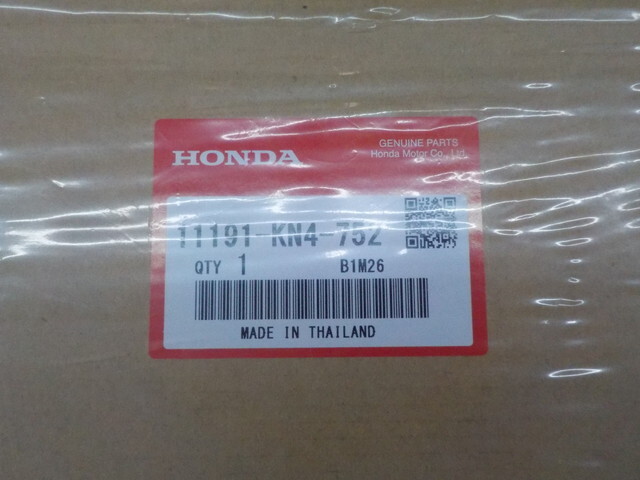 HONDA
GENUINE PARTS
Honda Motor Co., Ltd.
11191-KN4-752
QTY 1 B1M26
MADE IN THAILAND